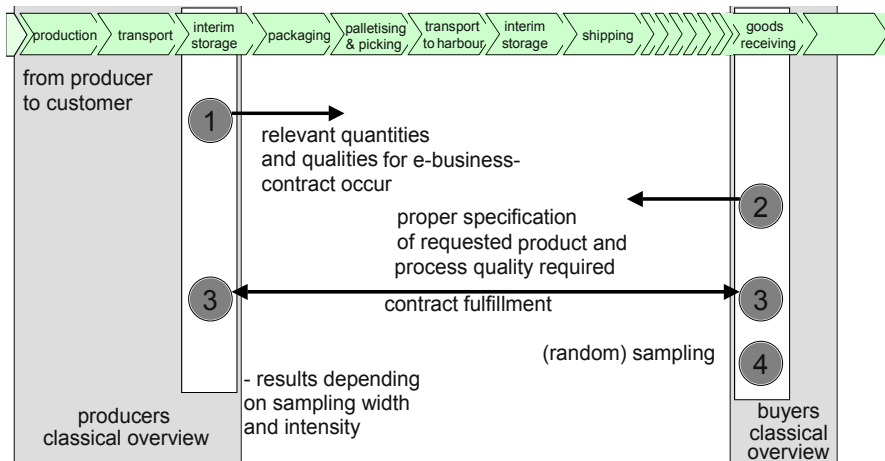 production
transport
interim
storage
packaging
palletising
& picking
transport
to harbour
interim
storage
shipping
goods
receiving
from producer
to customer
1
relevant quantities
and qualities for e-business-
contract occur
2
proper specification
of requested product and
process quality required
3
contract fulfillment
3
(random) sampling
4
- results depending
on sampling width
and intensity
producers
classical overview
buyers
classical
overview